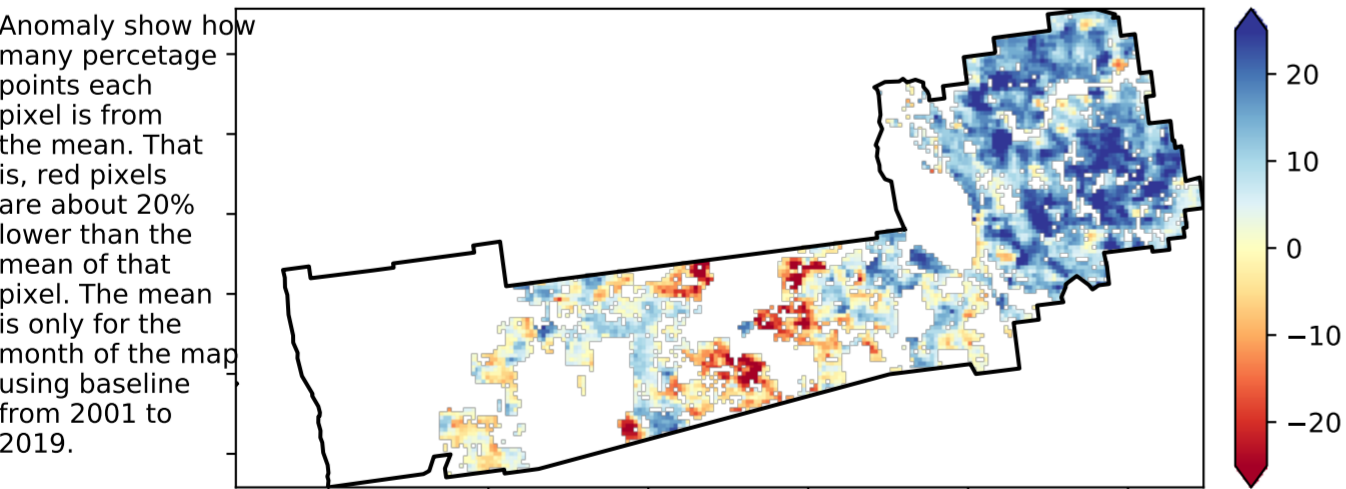 Anomaly show how
many percetage
points each
pixel is from
the mean. That
is, red pixels
are about 20%
lower than the
mean of that
pixel. The mean
is only for the
month of the map
using baseline
from 2001 to
2019.
20
10
0
−10
−20